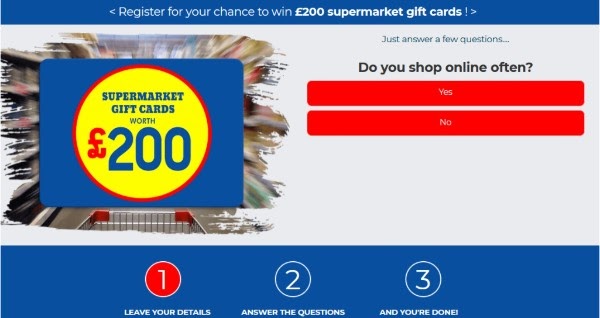 < Register for your chance to win £200 supermarket gift cards ! >
Just answer a few questions...
Do you shop online often?
Yes
No
SUPERMARKET
GIFT CARDS
WORTH
£200
1
2
3
LEAVE YOUR DETAILS
ANSWER THE QUESTIONS
AND YOU'RE DONE!